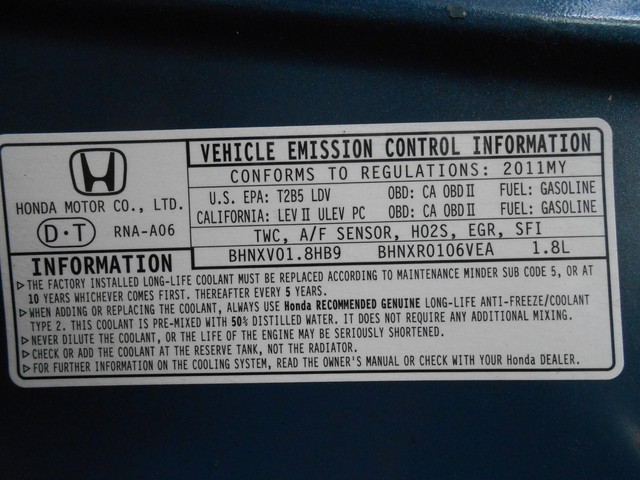 VEHICLE EMISSION CONTROL INFORMATION
CONFORMS TO REGULATIONS: 2011MY
U.S. EPA: T2B5 LDV OBD: CA OBDⅡ FUEL: GASOLINE
CALIFORNIA: LEVⅡ ULEV PC OBD: CA OBDⅡ FUEL: GASOLINE
TWC, A/F SENSOR, HO2S, EGR, SFI
BHNXV01.8HB9 BHNXR0106VEA 1.8L
HONDA MOTOR CO., LTD.
D·T RNA-A06
INFORMATION
▷THE FACTORY INSTALLED LONG-LIFE COOLANT MUST BE REPLACED ACCORDING TO MAINTENANCE MINDER SUB CODE 5, OR AT
10 YEARS WHICHEVER COMES FIRST. THEREAFTER EVERY 5 YEARS.
▷WHEN ADDING OR REPLACING THE COOLANT, ALWAYS USE Honda RECOMMENDED GENUINE LONG-LIFE ANTI-FREEZE/COOLANT
TYPE 2. THIS COOLANT IS PRE-MIXED WITH 50% DISTILLED WATER. IT DOES NOT REQUIRE ANY ADDITIONAL MIXING.
▷NEVER DILUTE THE COOLANT, OR LIFE OF THE ENGINE MAY BE SERIOUSLY SHORTENED.
▷CHECK OR ADD THE COOLANT AT THE RESERVE TANK, NOT THE RADIATOR.
▷FOR FURTHER INFORMATION ON THE COOLING SYSTEM, READ THE OWNER'S MANUAL OR CHECK WITH YOUR Honda DEALER.